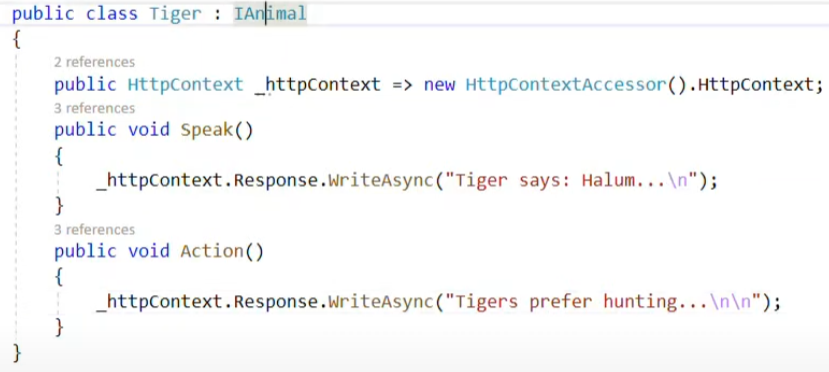 public class Tiger : IAnimal
{
2 references
public HttpContext _httpContext => new HttpContextAccessor().HttpContext;
3 references
public void Speak()
{
_httpContext.Response.WriteAsync("Tiger says: Halum...\n");
}
3 references
public void Action()
{
_httpContext.Response.WriteAsync("Tigers prefer hunting...\n\n");
}
}